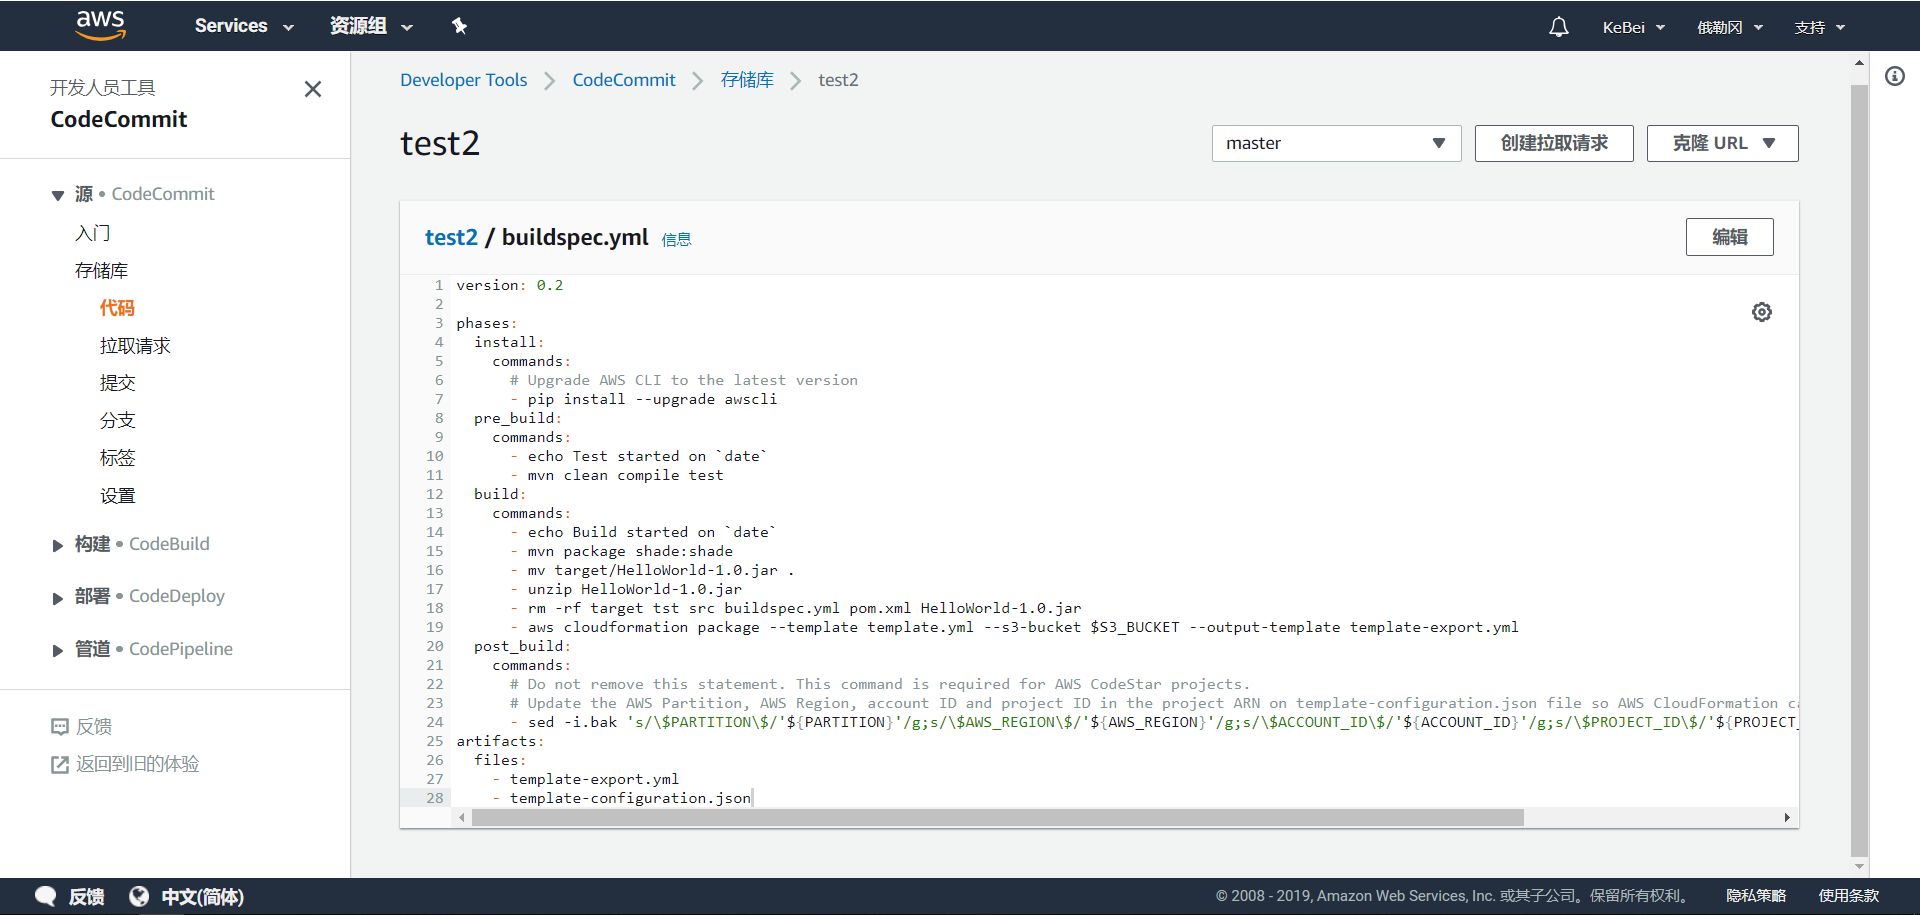 aws Services 资源组 KeBei 俄勒冈 支持
开发人员工具
CodeCommit
源 • CodeCommit
入门
存储库
代码
拉取请求
提交
分支
标签
设置
构建 • CodeBuild
部署 • CodeDeploy
管道 • CodePipeline
反馈
返回到旧的体验
Developer Tools > CodeCommit > 存储库 > test2
test2
master 创建拉取请求 克隆 URL
test2 / buildspec.yml 信息 编辑
1 version: 0.2
2
3 phases:
4   install:
5     commands:
6       # Upgrade AWS CLI to the latest version
7       - pip install --upgrade awscli
8   pre_build:
9     commands:
10       - echo Test started on `date`
11       - mvn clean compile test
12   build:
13     commands:
14       - echo Build started on `date`
15       - mvn package shade:shade
16       - mv target/HelloWorld-1.0.jar .
17       - unzip HelloWorld-1.0.jar
18       - rm -rf target tst src buildspec.yml pom.xml HelloWorld-1.0.jar
19       - aws cloudformation package --template template.yml --s3-bucket $S3_BUCKET --output-template template-export.yml
20   post_build:
21     commands:
22       # Do not remove this statement. This command is required for AWS CodeStar projects.
23       # Update the AWS Partition, AWS Region, account ID and project ID in the project ARN on template-configuration.json file so AWS CloudFormation ca
24       - sed -i.bak 's/\$PARTITION\$/'${PARTITION}'/g;s/\$AWS_REGION\$/'${AWS_REGION}'/g;s/\$ACCOUNT_ID\$/'${ACCOUNT_ID}'/g;s/\$PROJECT_ID\$/'${PROJECT_
25 artifacts:
26   files:
27     - template-export.yml
28     - template-configuration.json
反馈 中文(简体) © 2008 - 2019, Amazon Web Services, Inc. 或其子公司。保留所有权利。 隐私策略 使用条款